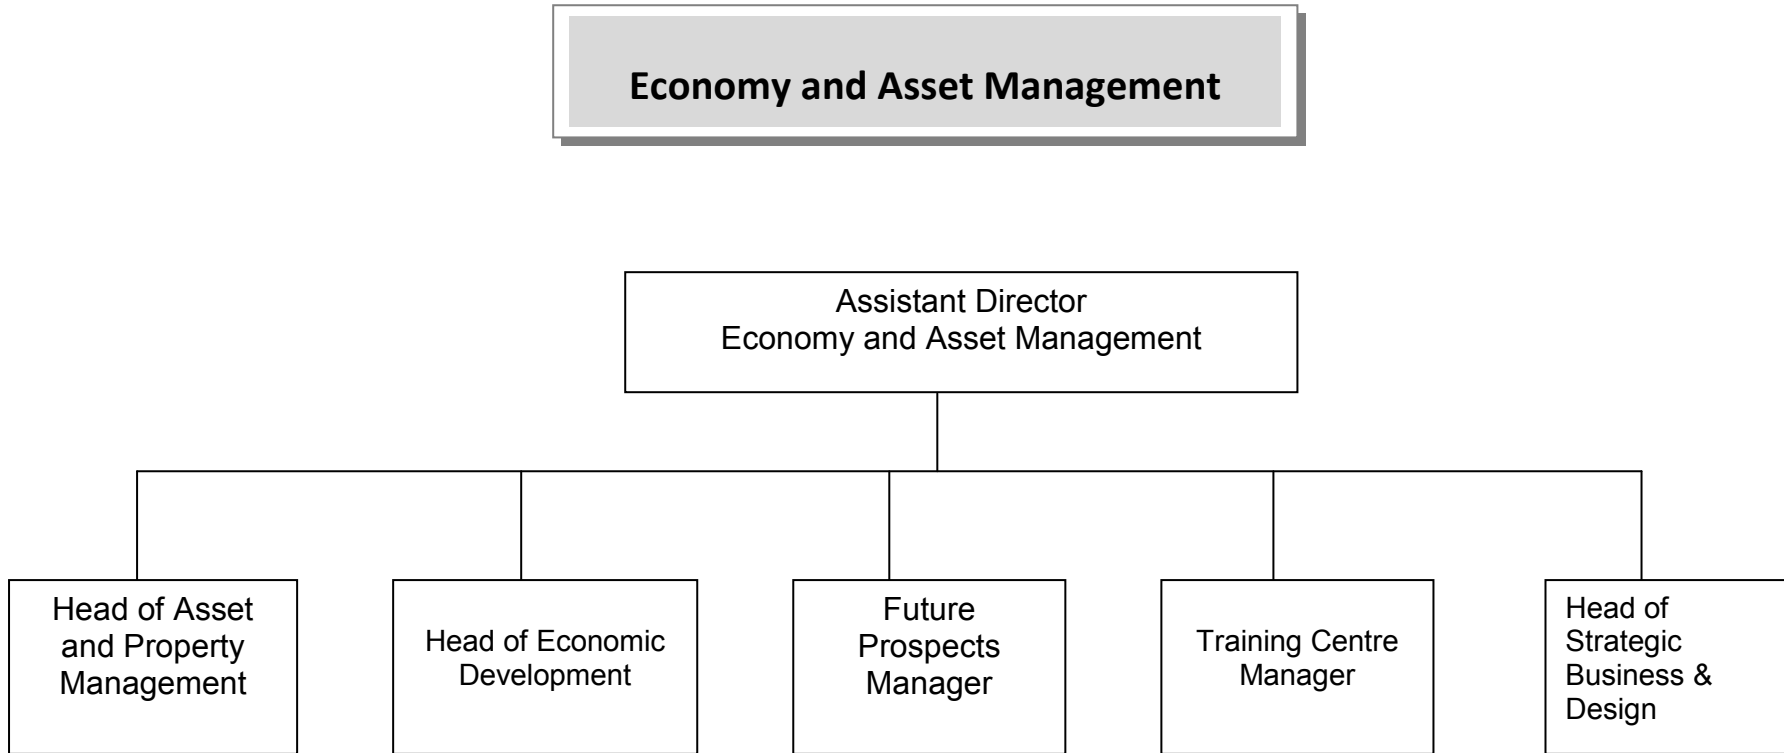 Economy and Asset Management
Assistant Director
Economy and Asset Management
Head of Asset
and Property
Management
Head of Economic
Development
Future
Prospects
Manager
Training Centre
Manager
Head of
Strategic
Business &
Design